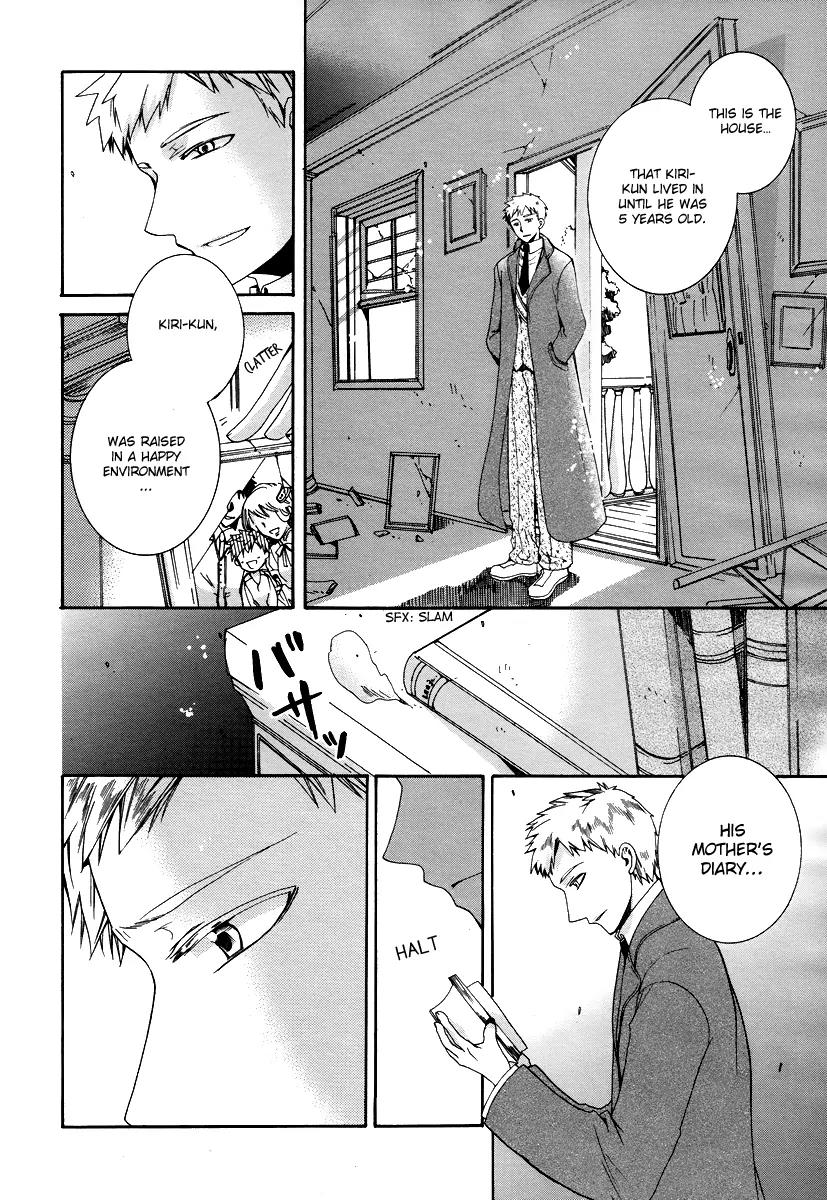 THIS IS THE
HOUSE...
THAT KIRI-
KUN LIVED IN
UNTIL HE WAS
5 YEARS OLD.
KIRI-KUN,
CLATTER
WAS RAISED
IN A HAPPY
ENVIRONMENT
...
SFX: SLAM
バサッ
HIS
MOTHER'S
DIARY...
HALT